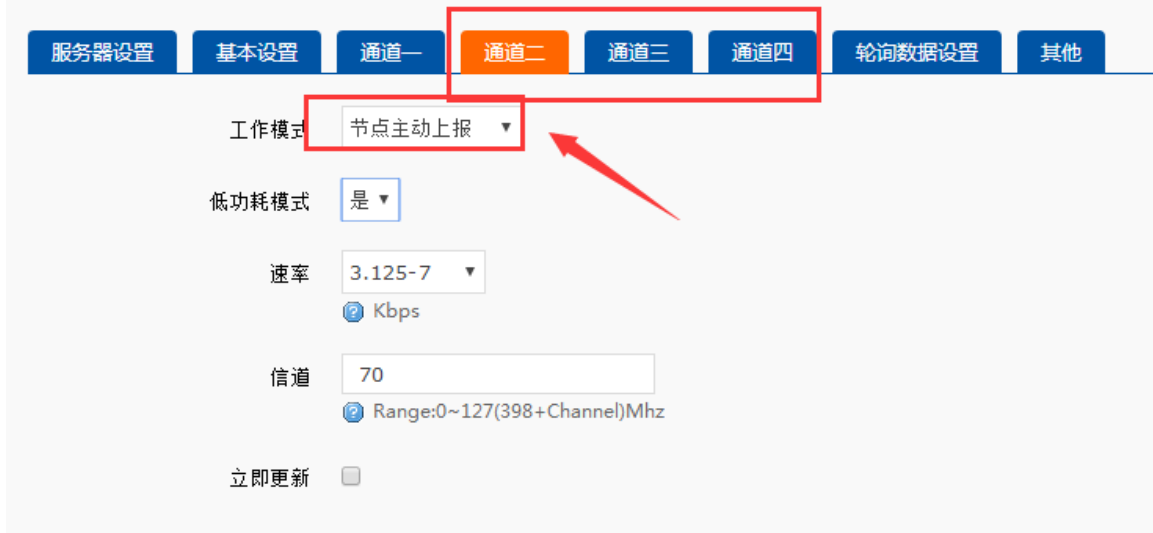 服务器设置 基本设置 通道一 通道二 通道三 通道四 轮询数据设置 其他
工作模式 节点主动上报
低功耗模式 是
速率 3.125-7
Kbps
信道 70
Range:0~127(398+Channel)Mhz
立即更新